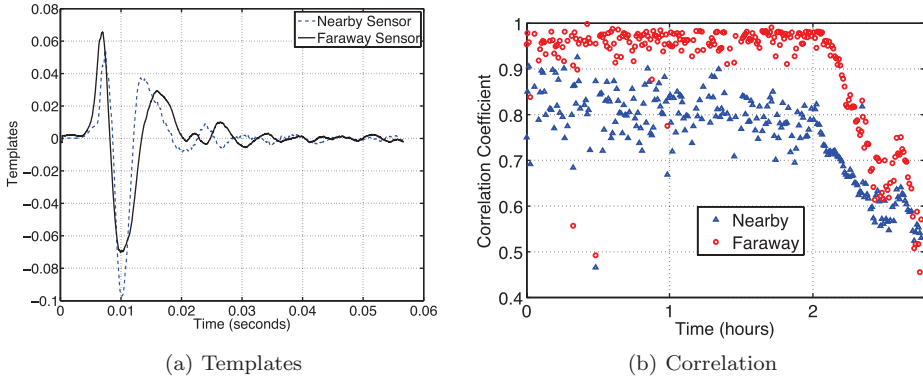 0.08
0.06
0.04
0.02
0
−0.02
−0.04
−0.06
−0.08
−0.1
Templates
Nearby Sensor
Faraway Sensor
0 0.01 0.02 0.03 0.04 0.05 0.06
Time (seconds)
(a) Templates
1
0.9
0.8
0.7
0.6
0.5
0.4
Correlation Coefficient
Nearby
Faraway
0 1 2
Time (hours)
(b) Correlation